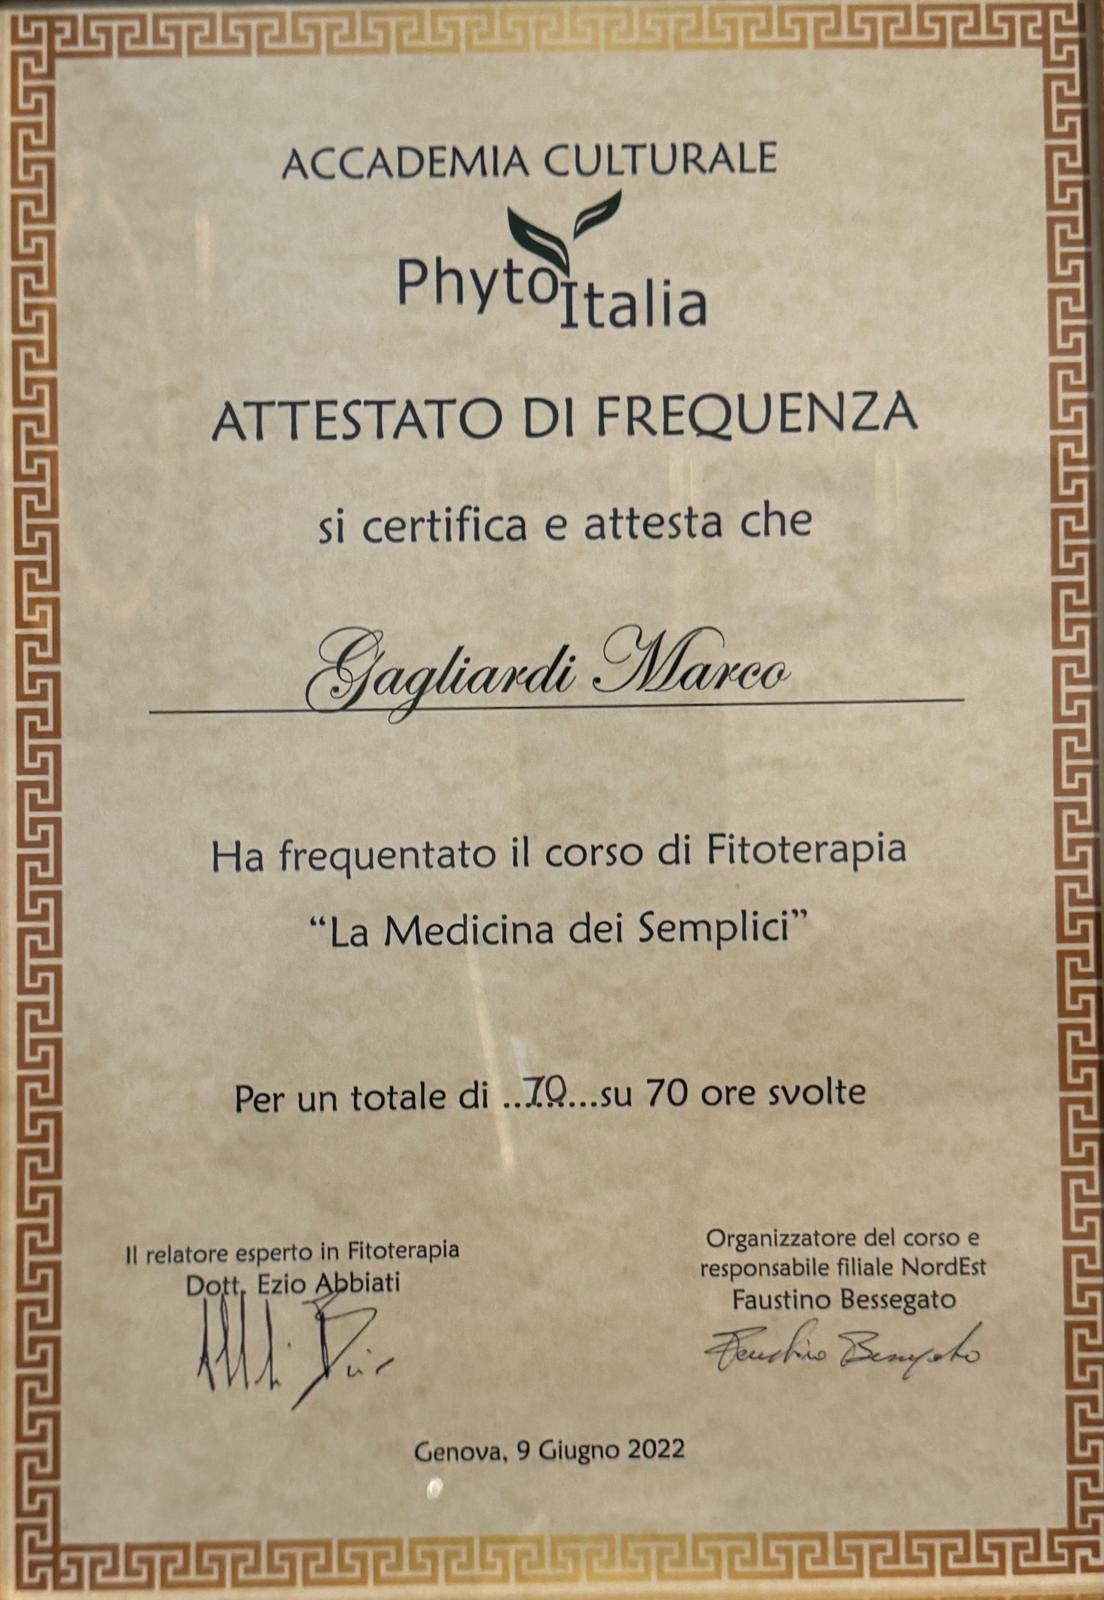 ACCADEMIA CULTURALE
PhytoItalia
ATTESTATO DI FREQUENZA
si certifica e attesta che
Gagliardi Marco
Ha frequentato il corso di Fitoterapia
“La Medicina dei Semplici”
Per un totale di ..70...su 70 ore svolte
Il relatore esperto in Fitoterapia
Dott. Ezio Abbiati
Organizzatore del corso e
responsabile filiale NordEst
Faustino Bessegato
Faustino Bessegato
Genova, 9 Giugno 2022